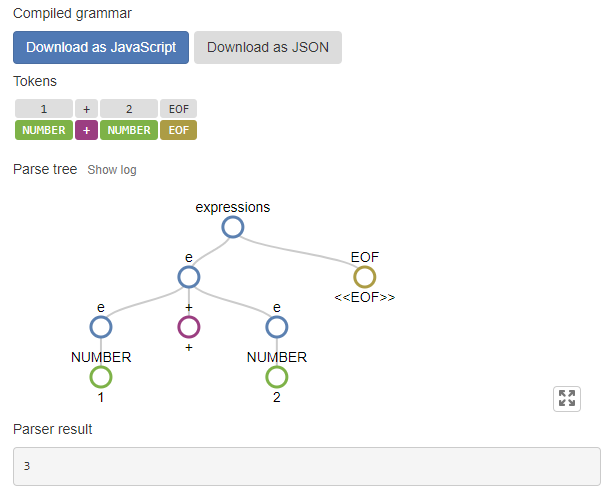 Compiled grammar
Download as JavaScript Download as JSON
Tokens
1 + 2 EOF
NUMBER + NUMBER EOF
Parse tree Show log
expressions
e EOF
<<EOF>>
e + e
+
NUMBER NUMBER
1 2
Parser result
3